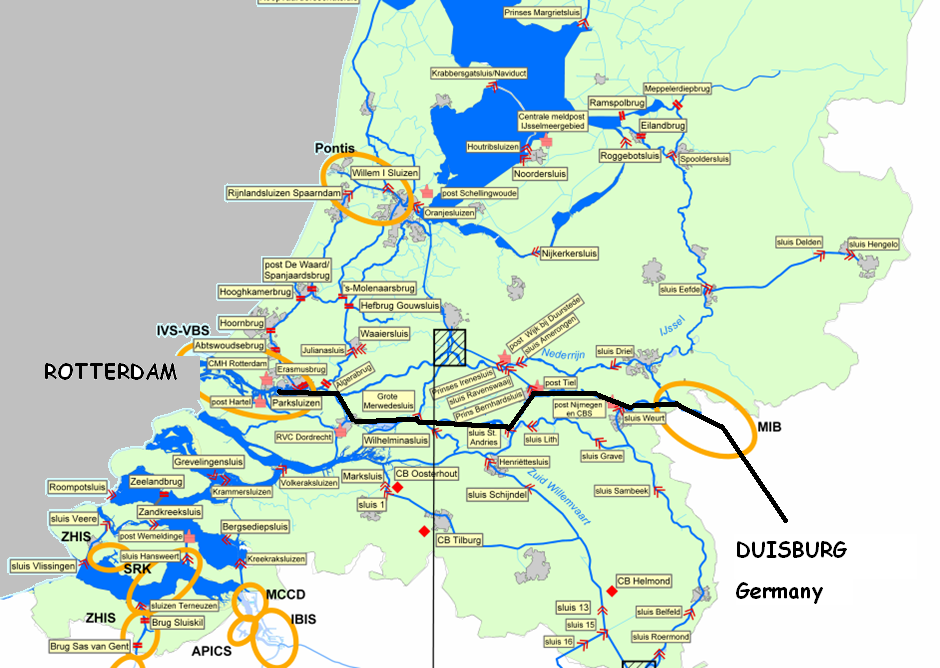 Prinses Margrietsluis
Krabbersgatsluis/Naviduct
Meppelerdiepbrug
Ramspolbrug
Centrale meldpost
IJsselmeergebied
Eilandbrug
Houtribsluizen
Pontis
Roggebotsluis
Spooldersluis
Noordersluis
Willem I Sluizen
Rijnlandsluizen Spaarndam
post Schellingwoude
Oranjesluizen
sluis Delden
sluis Hengelo
Nijkerkersluis
post De Waard/
Spanjaardsbrug
's-Molenaarsbrug
Hooghkamerbrug
sluis Eefde
Hefbrug Gouwsluis
post Wijk bij Duurstede
sluis Amerongen
Hoornbrug
IJssel
IVS-VBS
Waaiersluis
Abtswoudsebrug
Julianasluis
Nederrijn
sluis Driel
CMH Rotterdam
Erasmusbrug
Algerabrug
ROTTERDAM
Prinses Irenesluis
sluis Ravenswaaij
Prins Bernhardsluis
post Tiel
post Hartel
Parksluizen
Grote
Merwedesluis
post Nijmegen
en CBS
sluis Weurt
MIB
RVC Dordrecht
Wilhelminasluis
sluis St.
Andries
sluis Lith
sluis Grave
Grevelingensluis
Henriëttesluis
Zeelandbrug
Volkeraksluizen
Marksluis
CB Oosterhout
Zuid Willemvaart
Roompotsluis
Krammersluizen
sluis Schijndel
sluis Sambeek
sluis 1
Zandkreeksluis
sluis Veere
Bergsediepsluis
ZHIS
post Wemeldinge
CB Tilburg
DUISBURG
sluis Hansweert
Kreekraksluizen
sluis Vlissingen
SRK
CB Helmond
Germany
MCCD
sluizen Terneuzen
sluis 13
sluis Belfeld
ZHIS
Brug Sluiskil
IBIS
sluis 15
sluis 16
sluis Roermond
Brug Sas van Gent
APICS